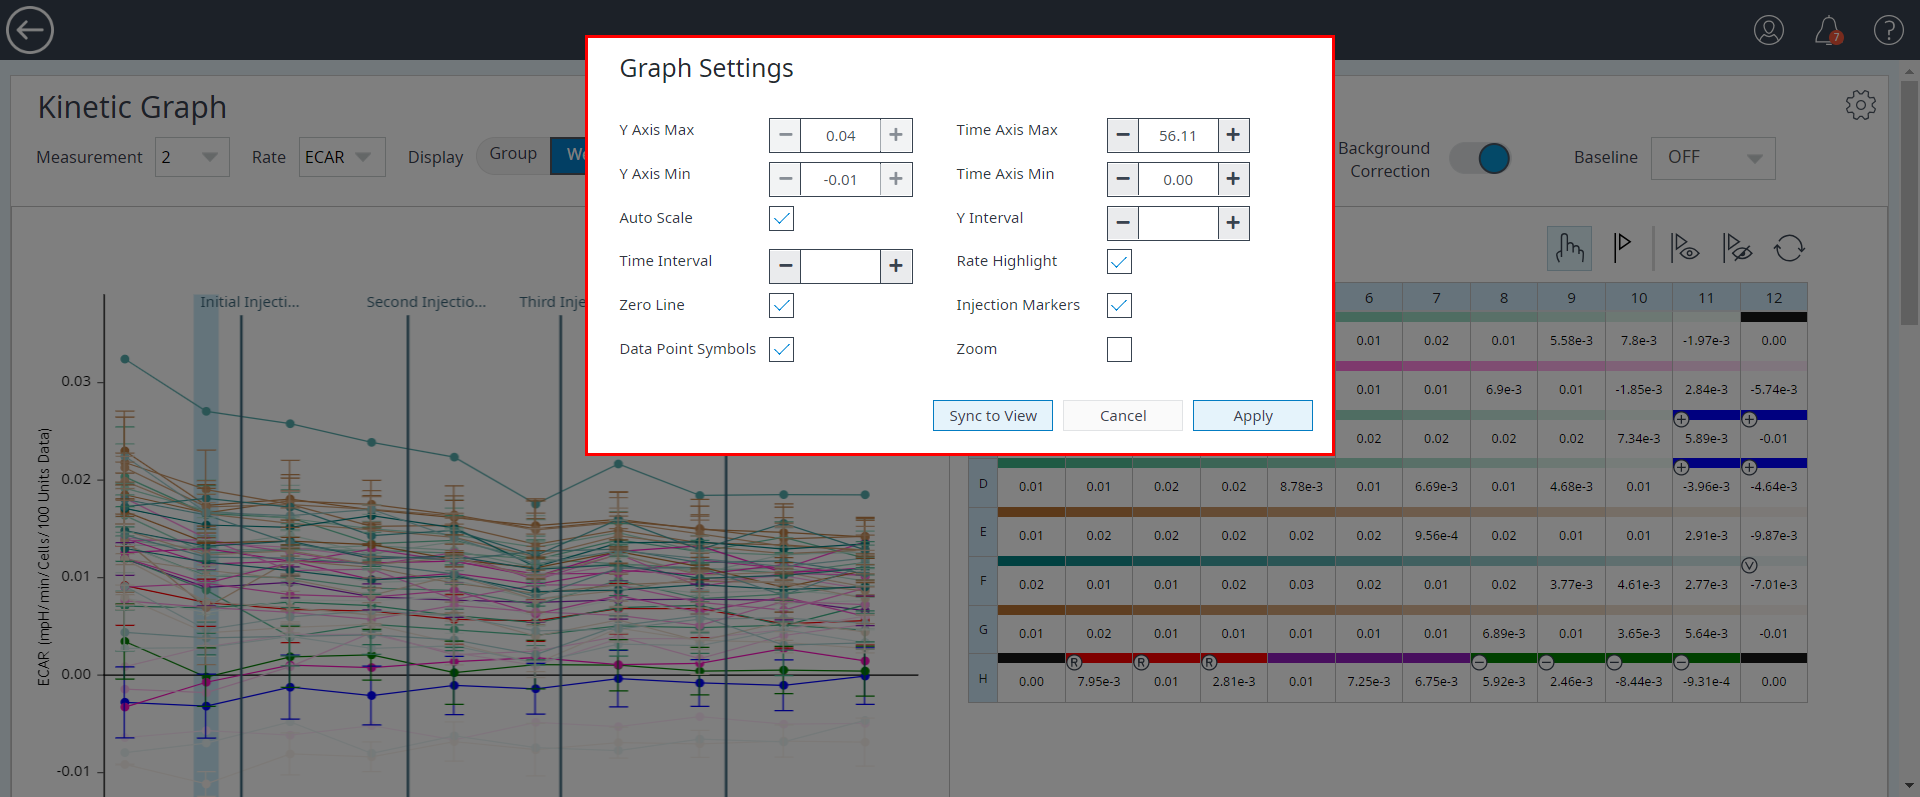 7
?
Kinetic Graph
Measurement 2 Rate ECAR Display Group We
Background
Correction
Baseline OFF
Graph Settings
Y Axis Max − 0.04 + Time Axis Max − 56.11 +
Y Axis Min − -0.01 + Time Axis Min − 0.00 +
Auto Scale Y Interval − +
Time Interval − + Rate Highlight
Zero Line Injection Markers
Data Point Symbols Zoom
Sync to View Cancel Apply
Initial Injecti... Second Injectio... Third Inje
ECAR (mpH/min/Cells/100 Units Data)
0.03
0.02
0.01
0.00
-0.01
6 7 8 9 10 11 12
0.01 0.02 0.01 5.58e-3 7.8e-3 -1.97e-3 0.00
0.01 0.01 6.9e-3 0.01 -1.85e-3 2.84e-3 -5.74e-3
+ +
0.02 0.02 0.02 0.02 7.34e-3 5.89e-3 -0.01
+ +
D 0.01 0.01 0.02 0.02 8.78e-3 0.01 6.69e-3 0.01 4.68e-3 0.01 -3.96e-3 -4.64e-3
E 0.01 0.02 0.02 0.02 0.02 0.02 9.56e-4 0.02 0.01 0.01 2.91e-3 -9.87e-3
V
F 0.02 0.01 0.01 0.02 0.03 0.02 0.01 0.02 3.77e-3 4.61e-3 2.77e-3 -7.01e-3
G 0.01 0.02 0.01 0.01 0.01 0.01 0.01 6.89e-3 0.01 3.65e-3 5.64e-3 -0.01
R R R − − − −
H 0.00 7.95e-3 0.01 2.81e-3 0.01 7.25e-3 6.75e-3 5.92e-3 2.46e-3 -8.44e-3 -9.31e-4 0.00